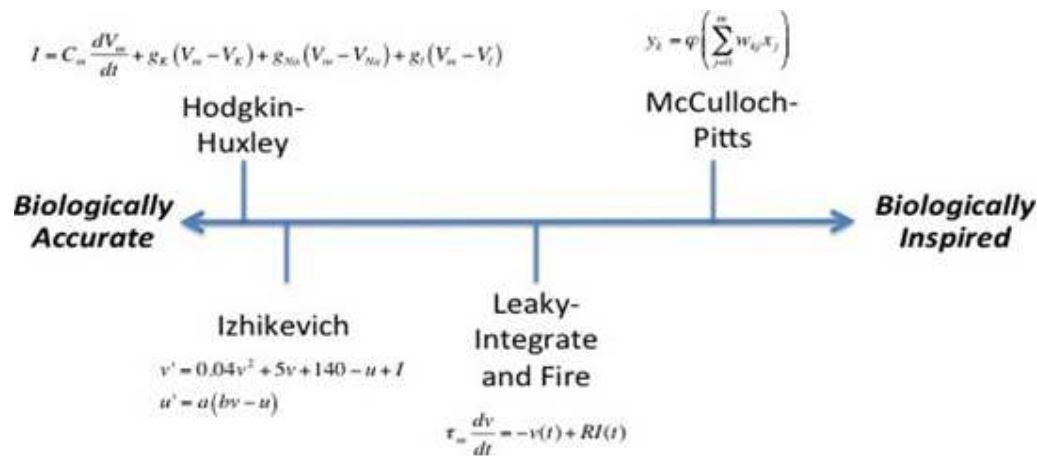 I = C_m dV_m/dt + g_K(V_m − V_K) + g_Na(V_m − V_Na) + g_l(V_m − V_l)
y_k = φ(∑_{j=0}^{m} w_kj x_j)
Hodgkin-
Huxley
McCulloch-
Pitts
Biologically
Accurate
Biologically
Inspired
Izhikevich
v' = 0.04v² + 5v + 140 − u + I
u' = a(bv − u)
Leaky-
Integrate
and Fire
τ_m dv/dt = −v(t) + RI(t)